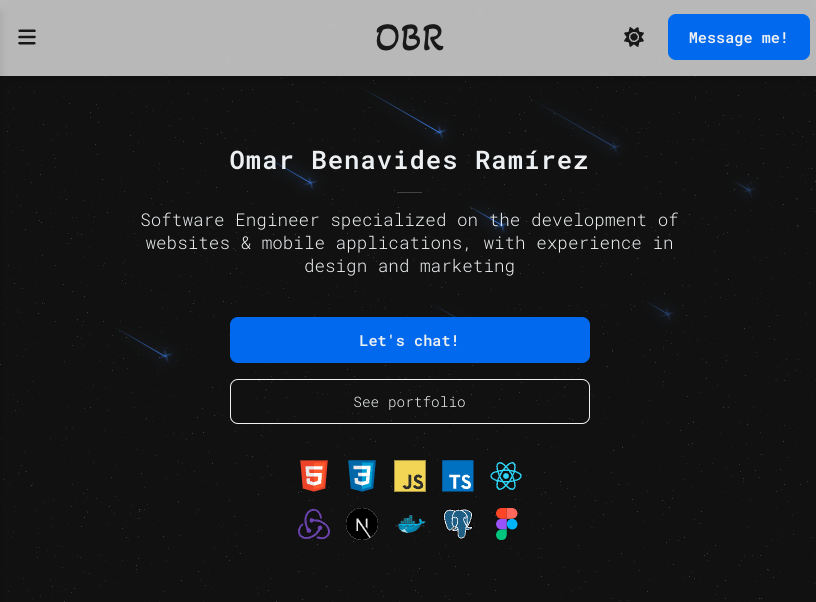 OBR
Message me!
Omar Benavides Ramírez
Software Engineer specialized on the development of
websites & mobile applications, with experience in
design and marketing
Let's chat!
See portfolio
5
3
JS
TS
N